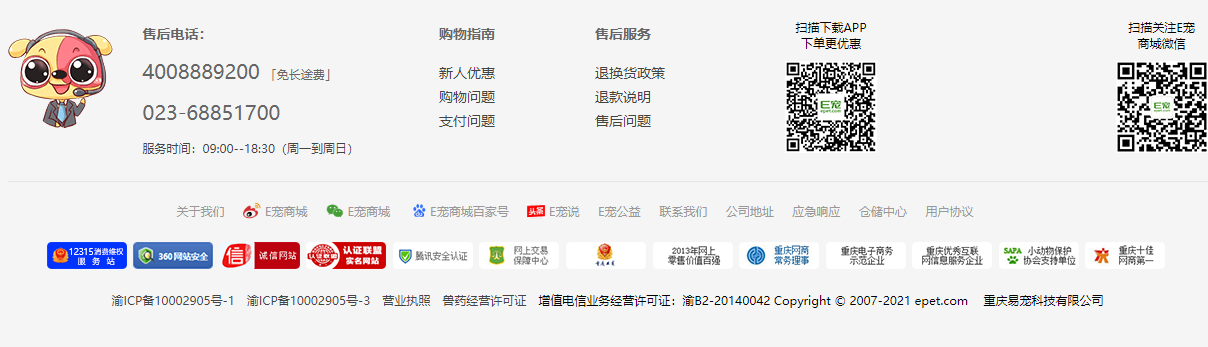 售后电话：
4008889200 「免长途费」
023-68851700
服务时间：09:00--18:30（周一到周日）
购物指南
新人优惠
购物问题
支付问题
售后服务
退换货政策
退款说明
售后问题
扫描下载APP
下单更优惠
E宠
epet.com
扫描关注E宠
商城微信
E宠
epet.com
关于我们 E宠商城 E宠商城 E宠商城百家号 头条 E宠说 E宠公益 联系我们 公司地址 应急响应 仓储中心 用户协议
12315消费维权
服务站
360网站安全
信 诚信网站
认证联盟
实名网站
腾讯安全认证
网上交易
保障中心
2013年网上
零售价值百强
重庆网商
常务理事
重庆电子商务
示范企业
重庆优秀互联
网信息服务企业
SAPA 小动物保护
协会支持单位
重庆十佳
网商第一
渝ICP备10002905号-1 渝ICP备10002905号-3 营业执照 兽药经营许可证 增值电信业务经营许可证：渝B2-20140042 Copyright © 2007-2021 epet.com 重庆易宠科技有限公司